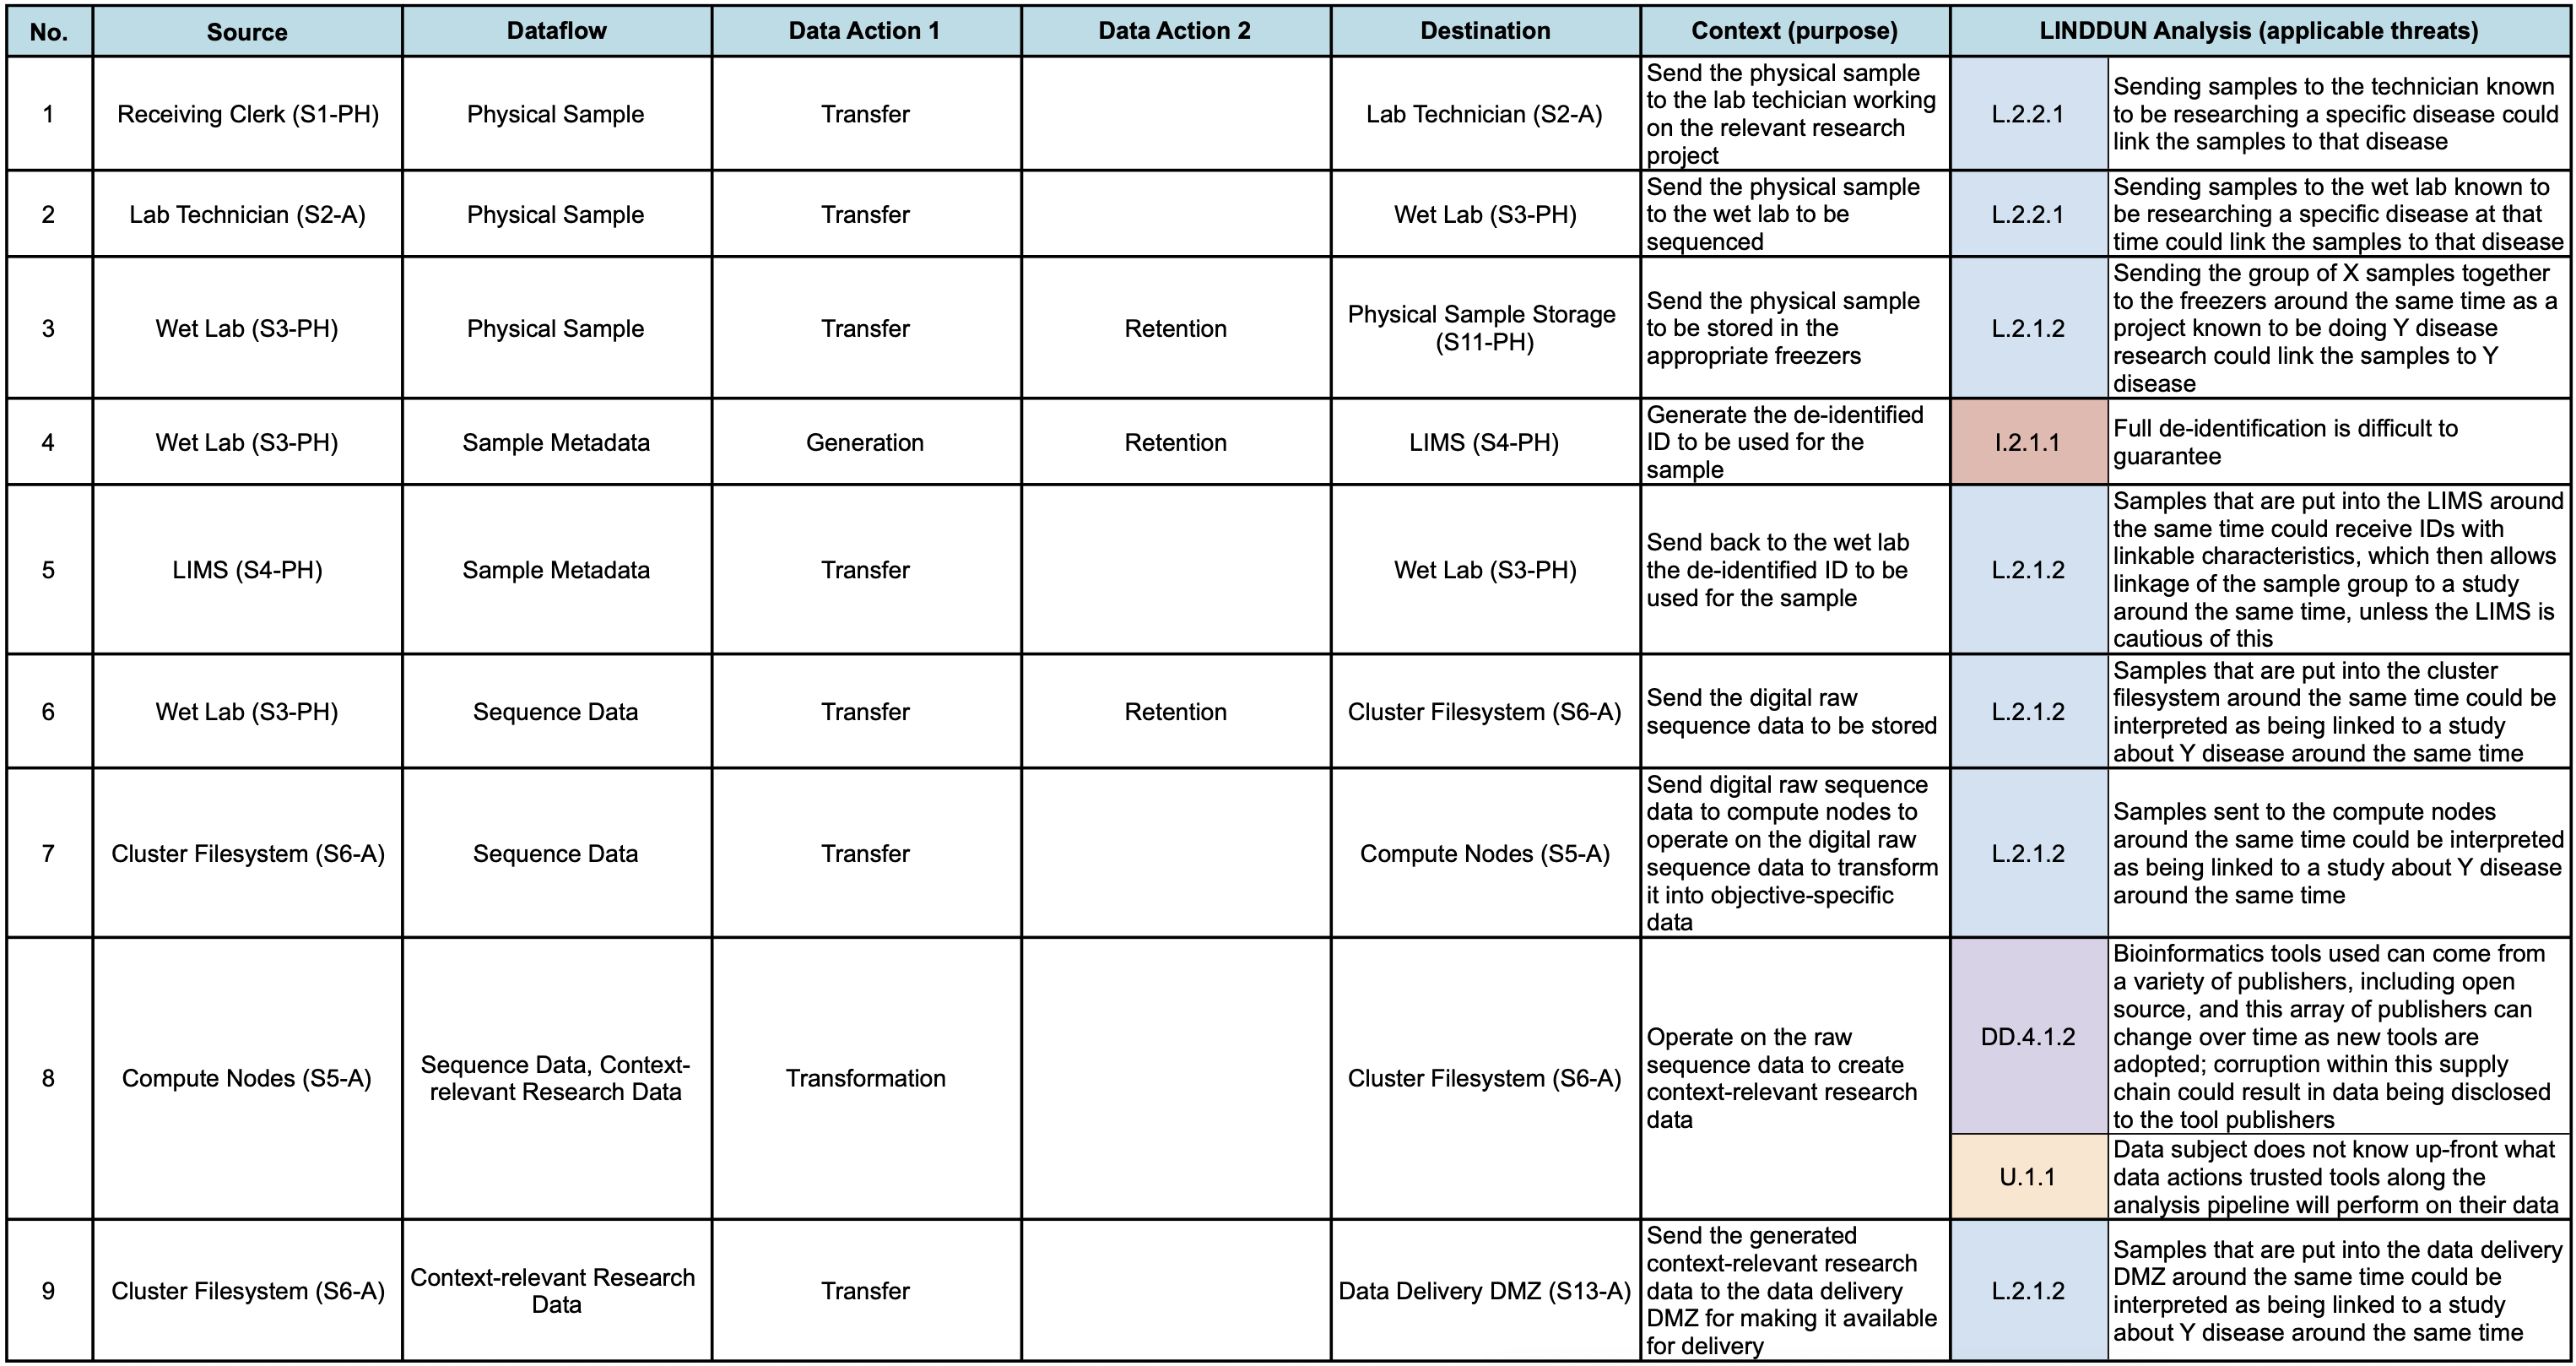 No. Source Dataflow Data Action 1 Data Action 2 Destination Context (purpose) LINDDUN Analysis (applicable threats)
1 Receiving Clerk (S1-PH) Physical Sample Transfer Lab Technician (S2-A)
Send the physical sample
to the lab techician working
on the relevant research
project
L.2.2.1
Sending samples to the technician known
to be researching a specific disease could
link the samples to that disease
2 Lab Technician (S2-A) Physical Sample Transfer Wet Lab (S3-PH)
Send the physical sample
to the wet lab to be
sequenced
L.2.2.1
Sending samples to the wet lab known to
be researching a specific disease at that
time could link the samples to that disease
3 Wet Lab (S3-PH) Physical Sample Transfer Retention
Physical Sample Storage
(S11-PH)
Send the physical sample
to be stored in the
appropriate freezers
L.2.1.2
Sending the group of X samples together
to the freezers around the same time as a
project known to be doing Y disease
research could link the samples to Y
disease
4 Wet Lab (S3-PH) Sample Metadata Generation Retention LIMS (S4-PH)
Generate the de-identified
ID to be used for the
sample
I.2.1.1
Full de-identification is difficult to
guarantee
5 LIMS (S4-PH) Sample Metadata Transfer Wet Lab (S3-PH)
Send back to the wet lab
the de-identified ID to be
used for the sample
L.2.1.2
Samples that are put into the LIMS around
the same time could receive IDs with
linkable characteristics, which then allows
linkage of the sample group to a study
around the same time, unless the LIMS is
cautious of this
6 Wet Lab (S3-PH) Sequence Data Transfer Retention Cluster Filesystem (S6-A)
Send the digital raw
sequence data to be stored
L.2.1.2
Samples that are put into the cluster
filesystem around the same time could be
interpreted as being linked to a study
about Y disease around the same time
7 Cluster Filesystem (S6-A) Sequence Data Transfer Compute Nodes (S5-A)
Send digital raw sequence
data to compute nodes to
operate on the digital raw
sequence data to transform
it into objective-specific
data
L.2.1.2
Samples sent to the compute nodes
around the same time could be interpreted
as being linked to a study about Y disease
around the same time
8 Compute Nodes (S5-A)
Sequence Data, Context-
relevant Research Data
Transformation Cluster Filesystem (S6-A)
Operate on the raw
sequence data to create
context-relevant research
data
DD.4.1.2
Bioinformatics tools used can come from
a variety of publishers, including open
source, and this array of publishers can
change over time as new tools are
adopted; corruption within this supply
chain could result in data being disclosed
to the tool publishers
U.1.1
Data subject does not know up-front what
data actions trusted tools along the
analysis pipeline will perform on their data
9 Cluster Filesystem (S6-A)
Context-relevant Research
Data
Transfer Data Delivery DMZ (S13-A)
Send the generated
context-relevant research
data to the data delivery
DMZ for making it available
for delivery
L.2.1.2
Samples that are put into the data delivery
DMZ around the same time could be
interpreted as being linked to a study
about Y disease around the same time